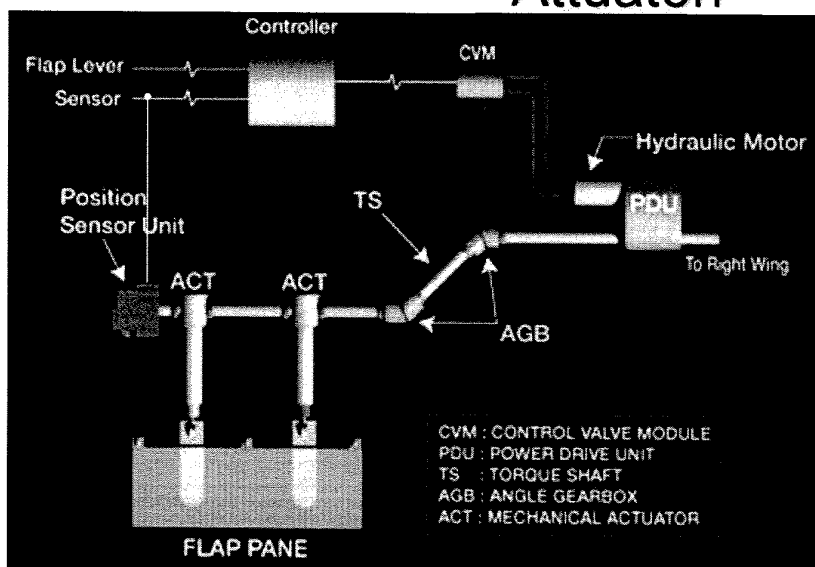 Attuator
Controller
CVM
Flap Lever
Sensor
Hydraulic Motor
Position
Sensor Unit
TS
PDU
To Right Wing
ACT
ACT
AGB
CVM : CONTROL VALVE MODULE
PDU : POWER DRIVE UNIT
TS : TORQUE SHAFT
AGB : ANGLE GEARBOX
ACT : MECHANICAL ACTUATOR
FLAP PANE